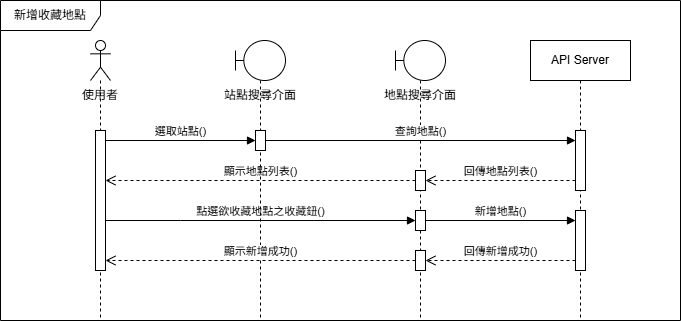 新增收藏地點
使用者
站點搜尋介面
地點搜尋介面
API Server
選取站點()
查詢地點()
顯示地點列表()
回傳地點列表()
點選欲收藏地點之收藏鈕()
新增地點()
顯示新增成功()
回傳新增成功()